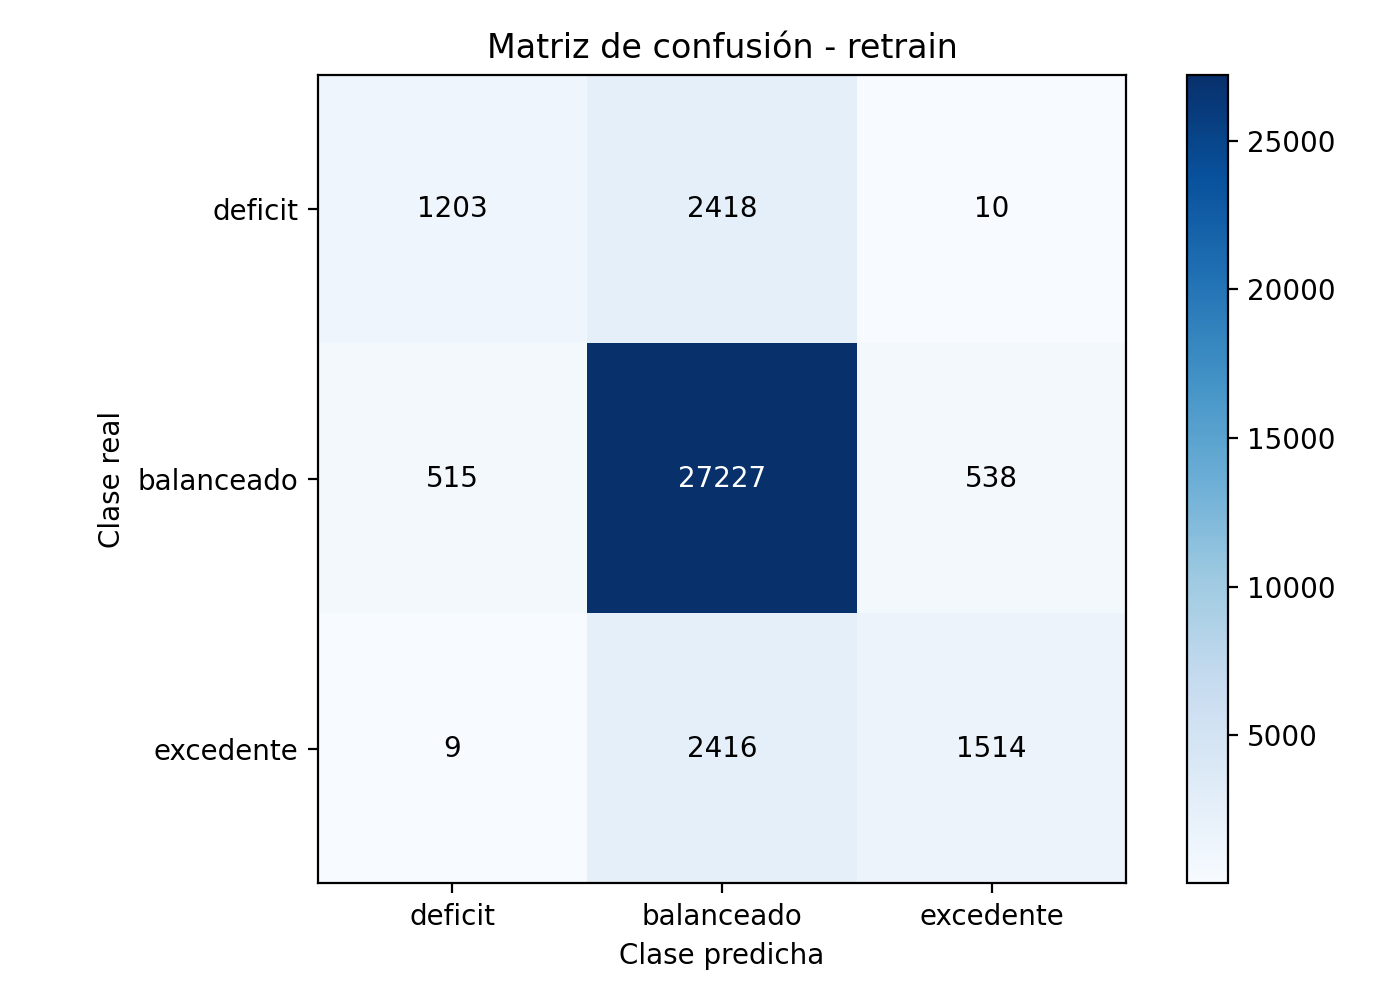 Matriz de confusión - retrain
25000
deficit 1203 2418 10
20000
15000
Clase real
balanceado 515 27227 538
10000
5000
excedente 9 2416 1514
deficit balanceado excedente
Clase predicha